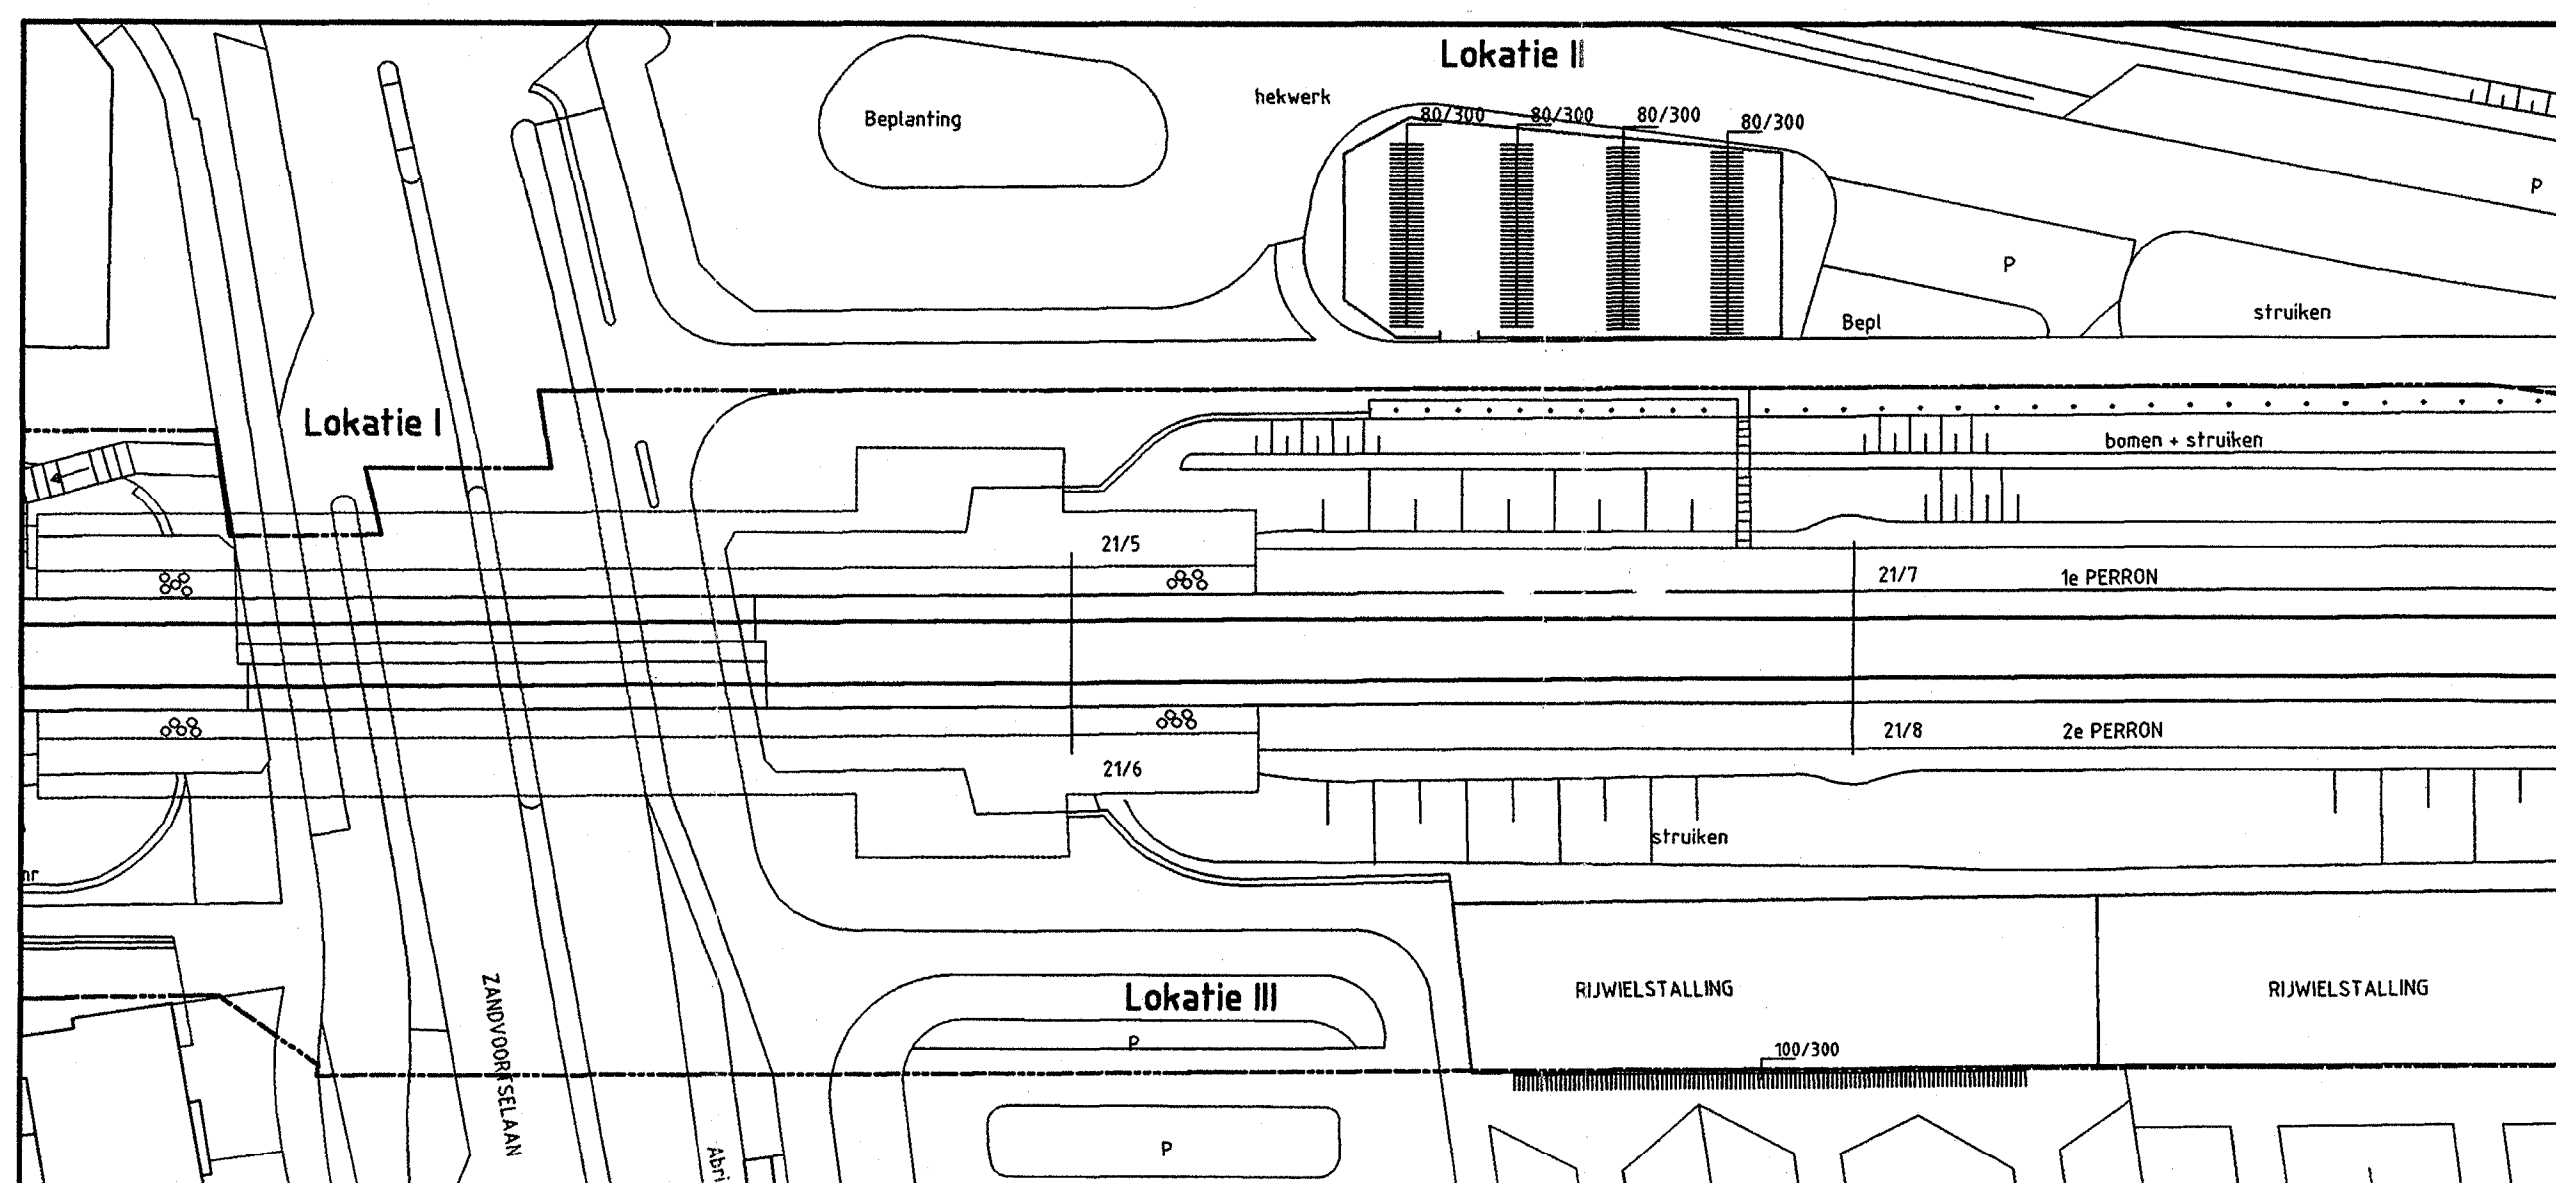 Lokatie II
hekwerk
Beplanting
80/300
80/300
80/300
80/300
P
P
Bepl
struiken
Lokatie I
bomen + struiken
21/5
21/7
1e PERRON
21/8
2e PERRON
21/6
struiken
Lokatie III
P
RIJWIELSTALLING
RIJWIELSTALLING
100/300
ZANDVOORTSELAAN
P
Abri